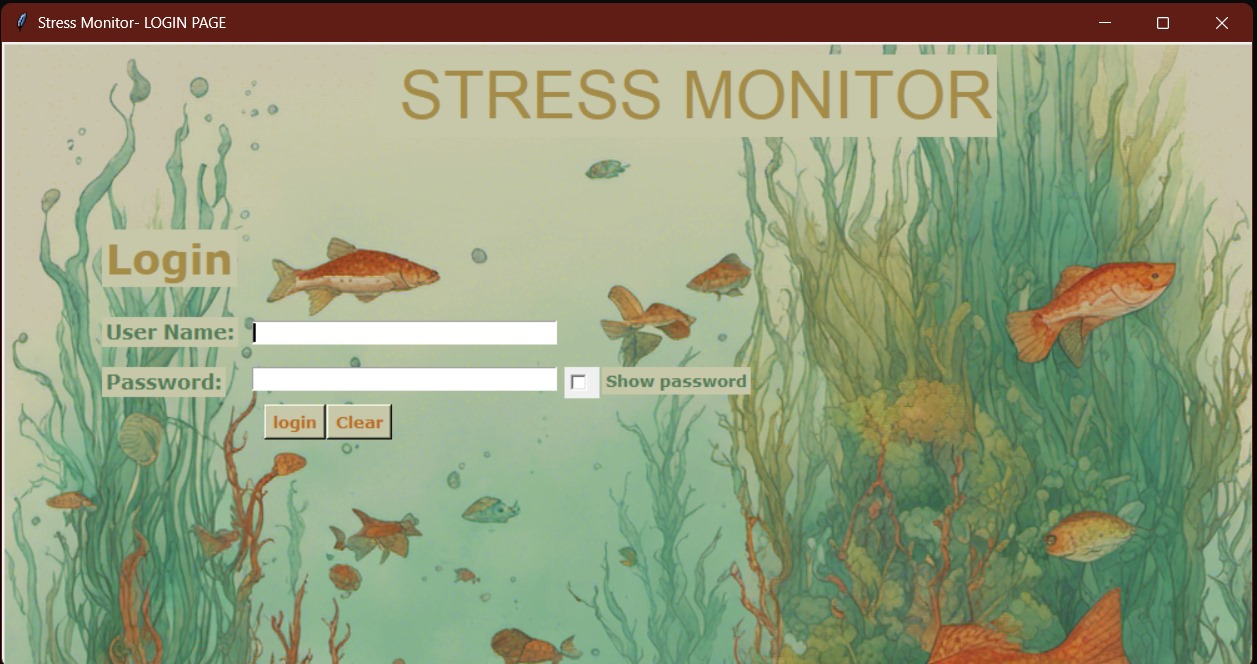 Stress Monitor- LOGIN PAGE
STRESS MONITOR
Login
User Name:
Password:
Show password
login
Clear